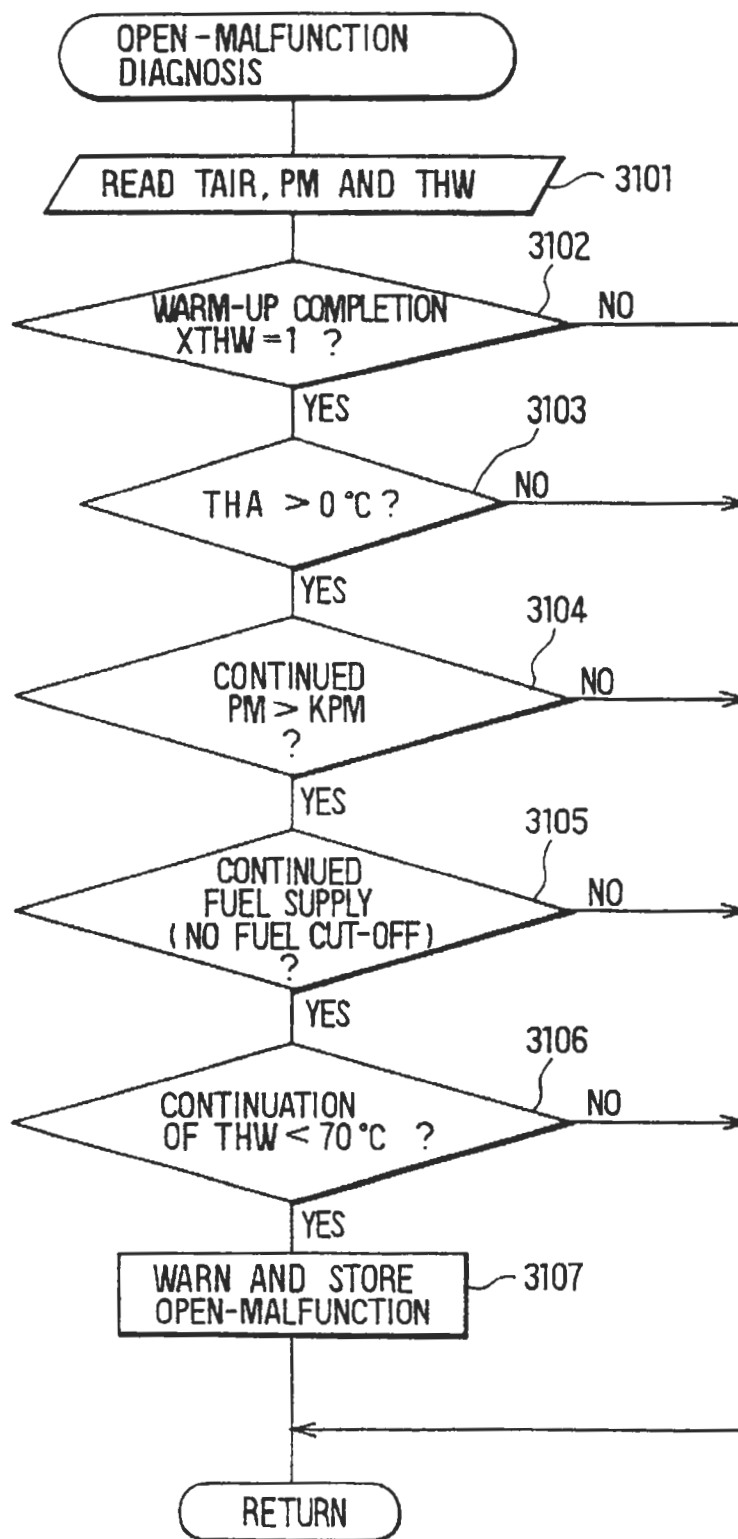 OPEN-MALFUNCTION
DIAGNOSIS
READ TAIR, PM AND THW
3101
3102
WARM-UP COMPLETION
XTHW=1 ?
NO
YES
3103
THA > 0°C?
NO
YES
3104
CONTINUED
PM > KPM
?
NO
YES
3105
CONTINUED
FUEL SUPPLY
(NO FUEL CUT-OFF)
?
NO
YES
3106
CONTINUATION
OF THW < 70°C ?
NO
YES
WARN AND STORE
OPEN-MALFUNCTION
3107
RETURN